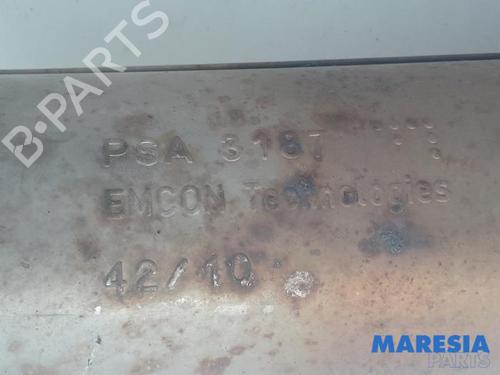 B-PARTS
PSA 3187
EMCON Technologies
42/10
MARESIA
PARTS